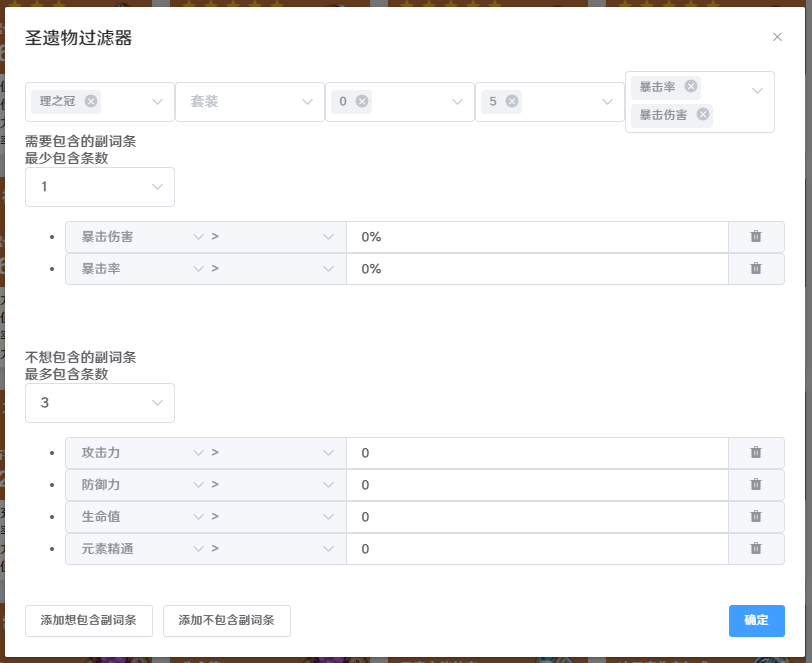 圣遗物过滤器
理之冠 套装 0 5 暴击率
暴击伤害
需要包含的副词条
最少包含条数
1
暴击伤害 > 0%
暴击率 > 0%
不想包含的副词条
最多包含条数
3
攻击力 > 0
防御力 > 0
生命值 > 0
元素精通 > 0
添加想包含副词条 添加不包含副词条 确定